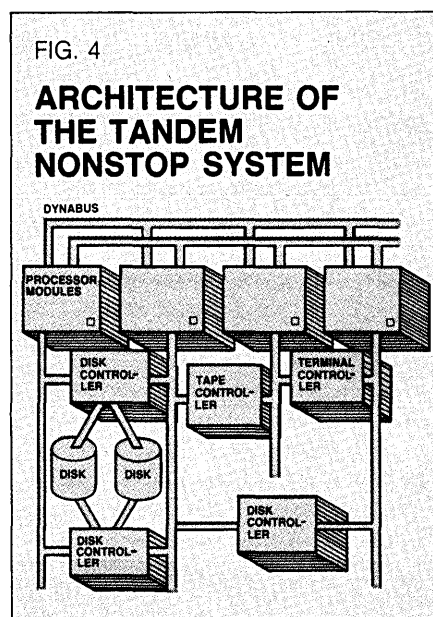 FIG. 4
ARCHITECTURE OF
THE TANDEM
NONSTOP SYSTEM
DYNABUS
PROCESSOR
MODULES
DISK
CONTROL-
LER
TAPE
CONTROL-
LER
TERMINAL
CONTROL-
LER
DISK
DISK
DISK
CONTROL-
LER
DISK
CONTROL-
LER